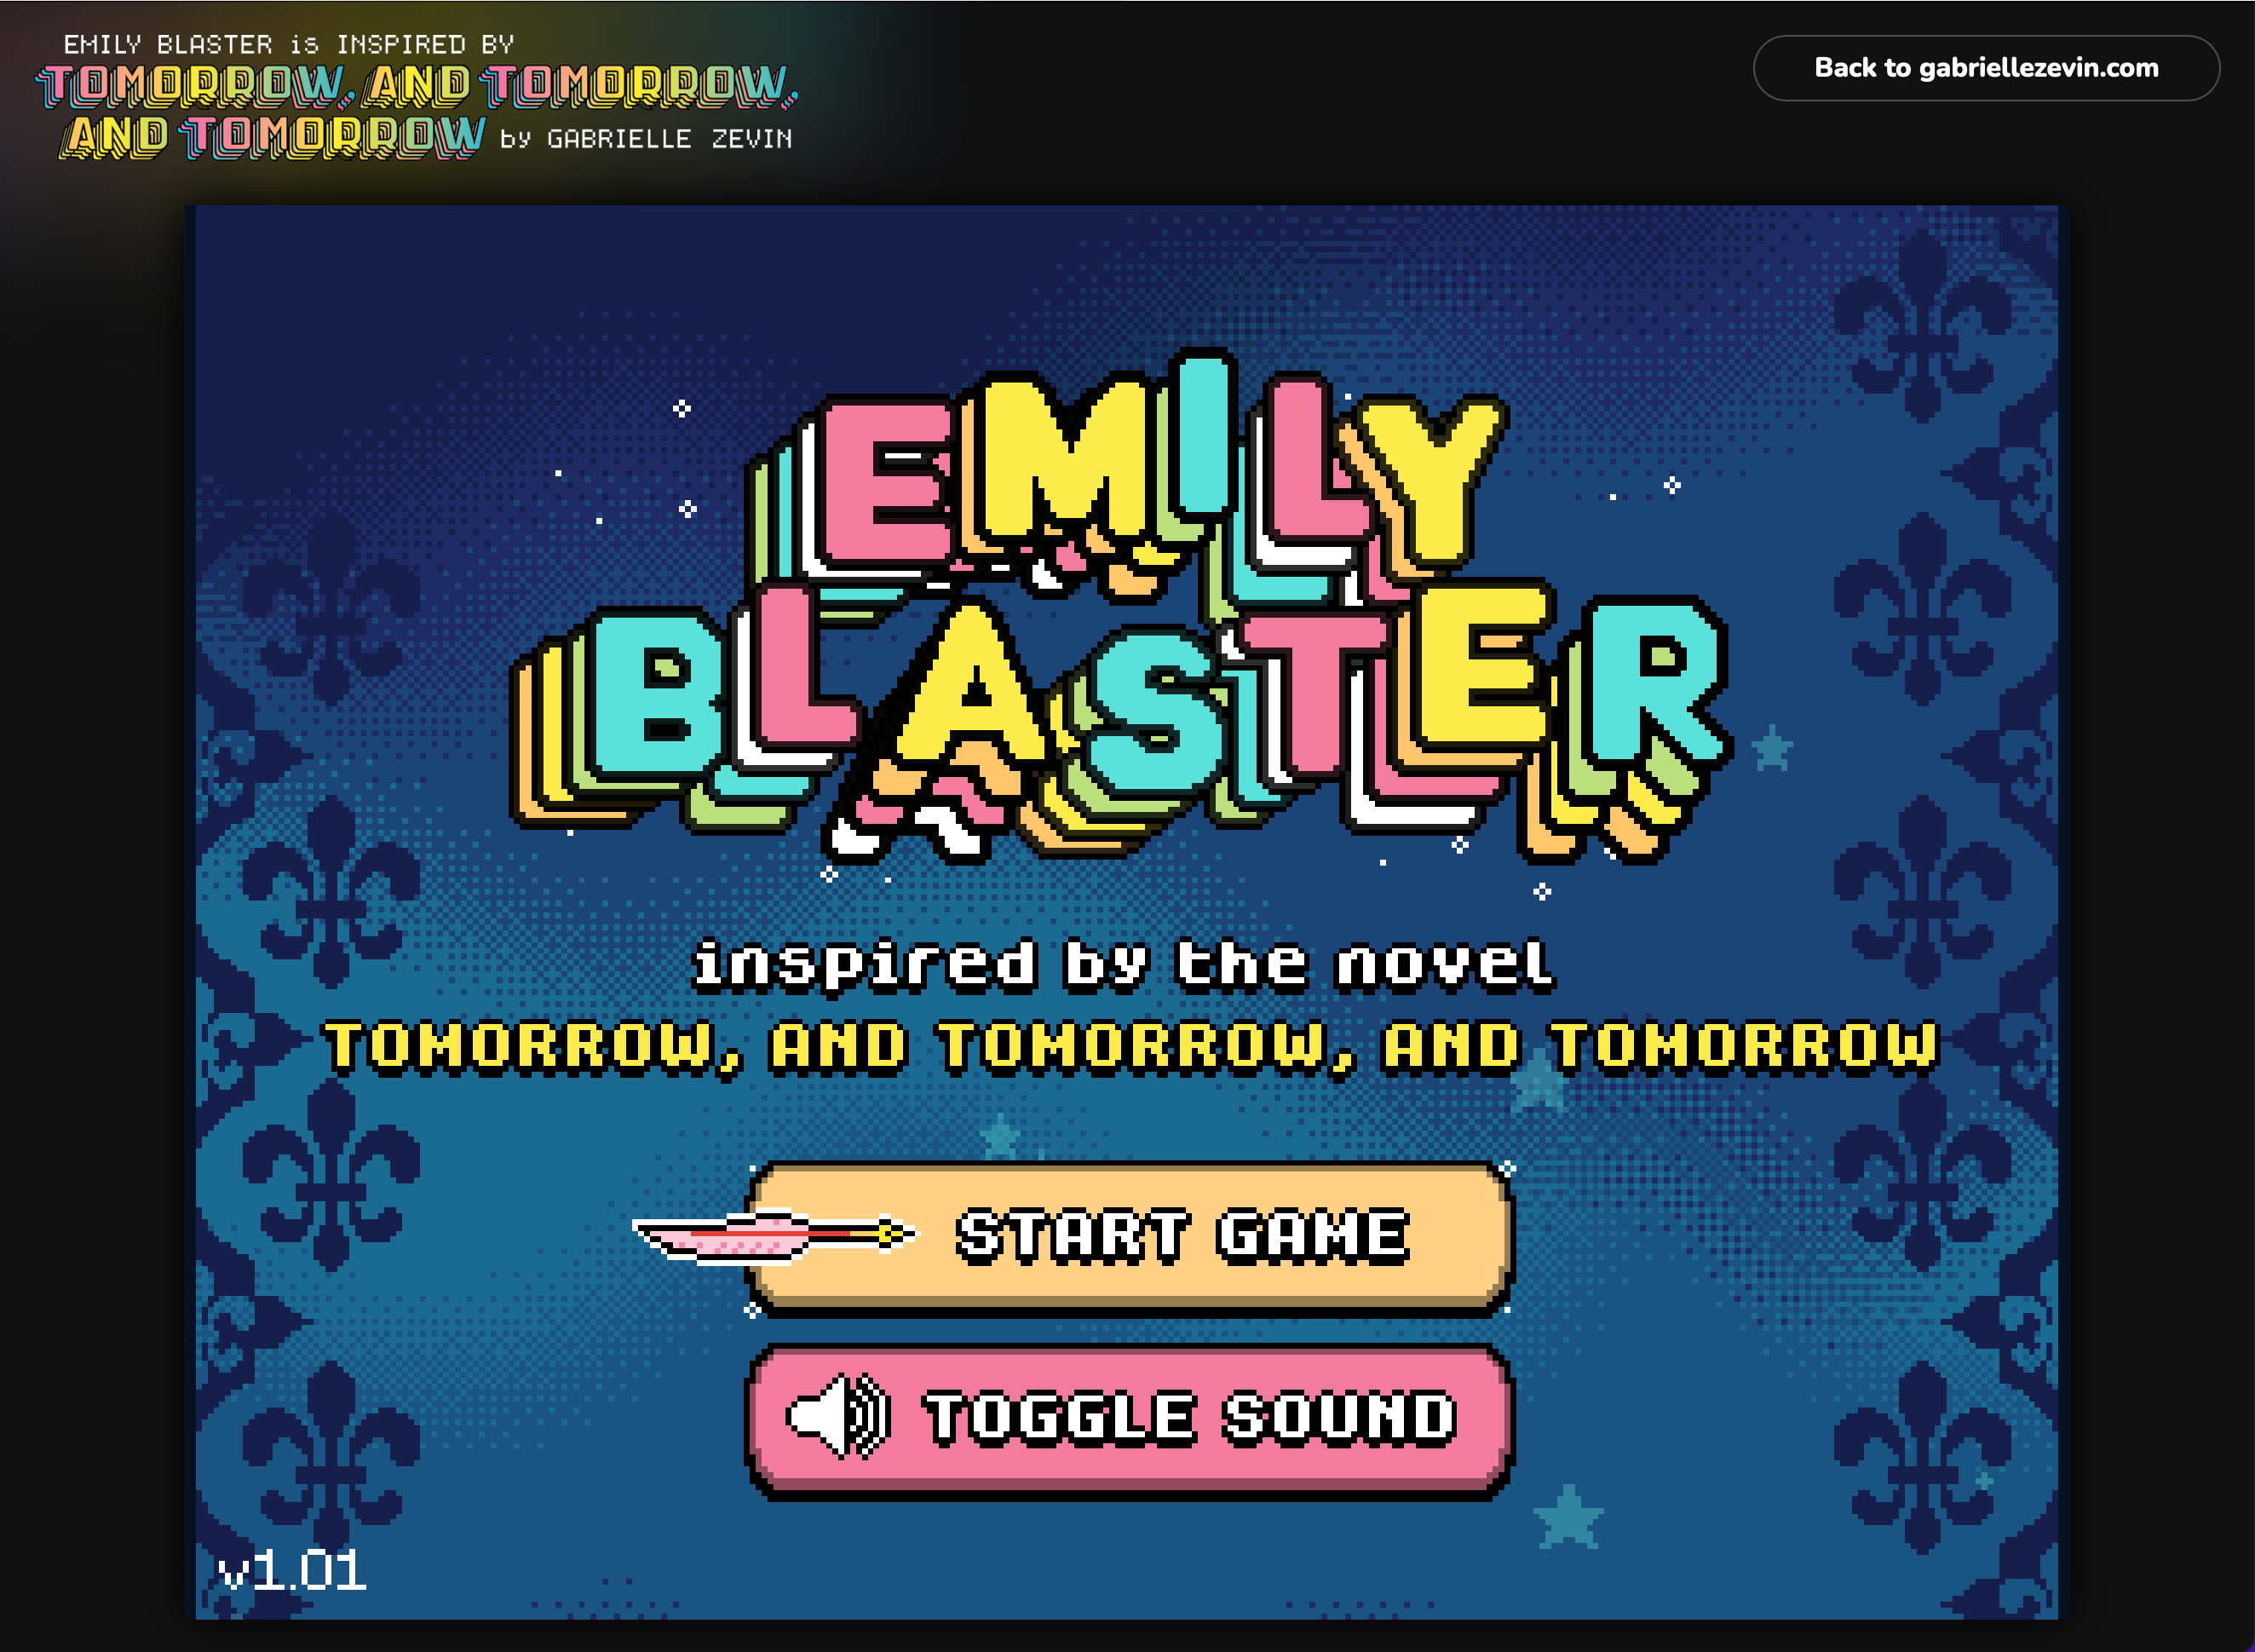 EMILY BLASTER is INSPIRED BY
TOMORROW, AND TOMORROW,
AND TOMORROW by GABRIELLE ZEVIN
Back to gabriellezevin.com
EMILY
BLASTER
inspired by the novel
TOMORROW, AND TOMORROW, AND TOMORROW
START GAME
TOGGLE SOUND
v1.01